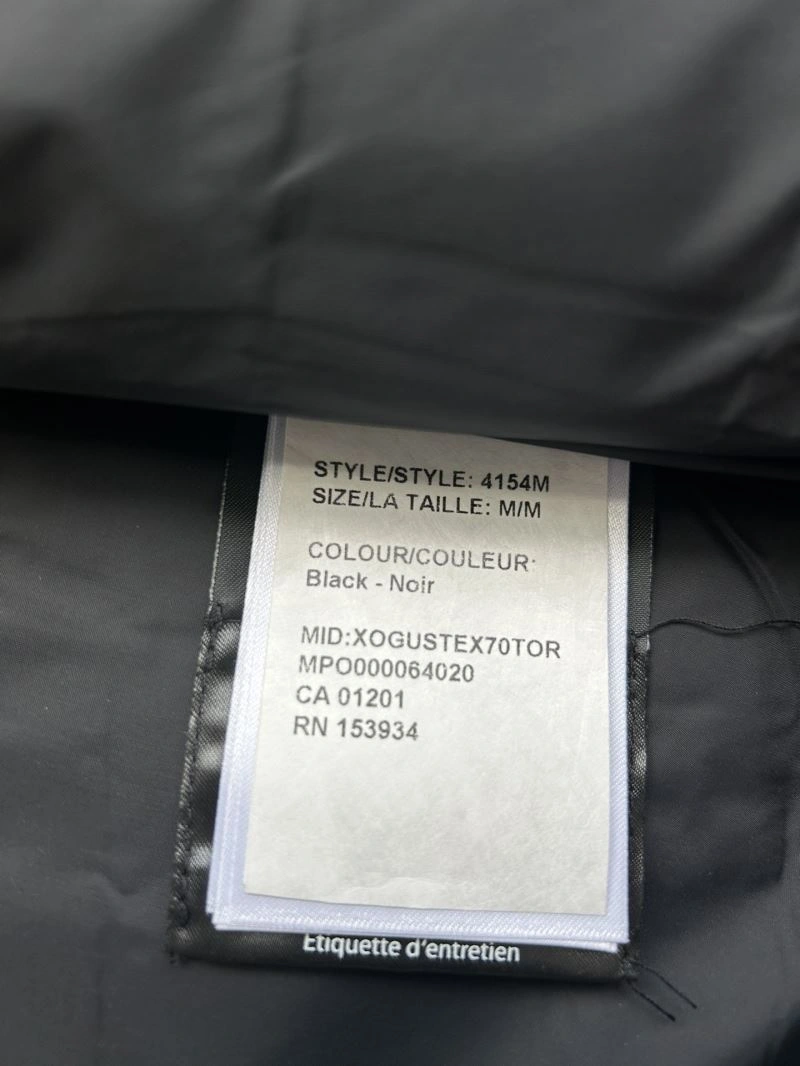 STYLE/STYLE: 4154M
SIZE/LA TAILLE: M/M
COLOUR/COULEUR:
Black - Noir
MID:XOGUSTEX70TOR
MPO000064020
CA 01201
RN 153934
Etiquette d'entretien